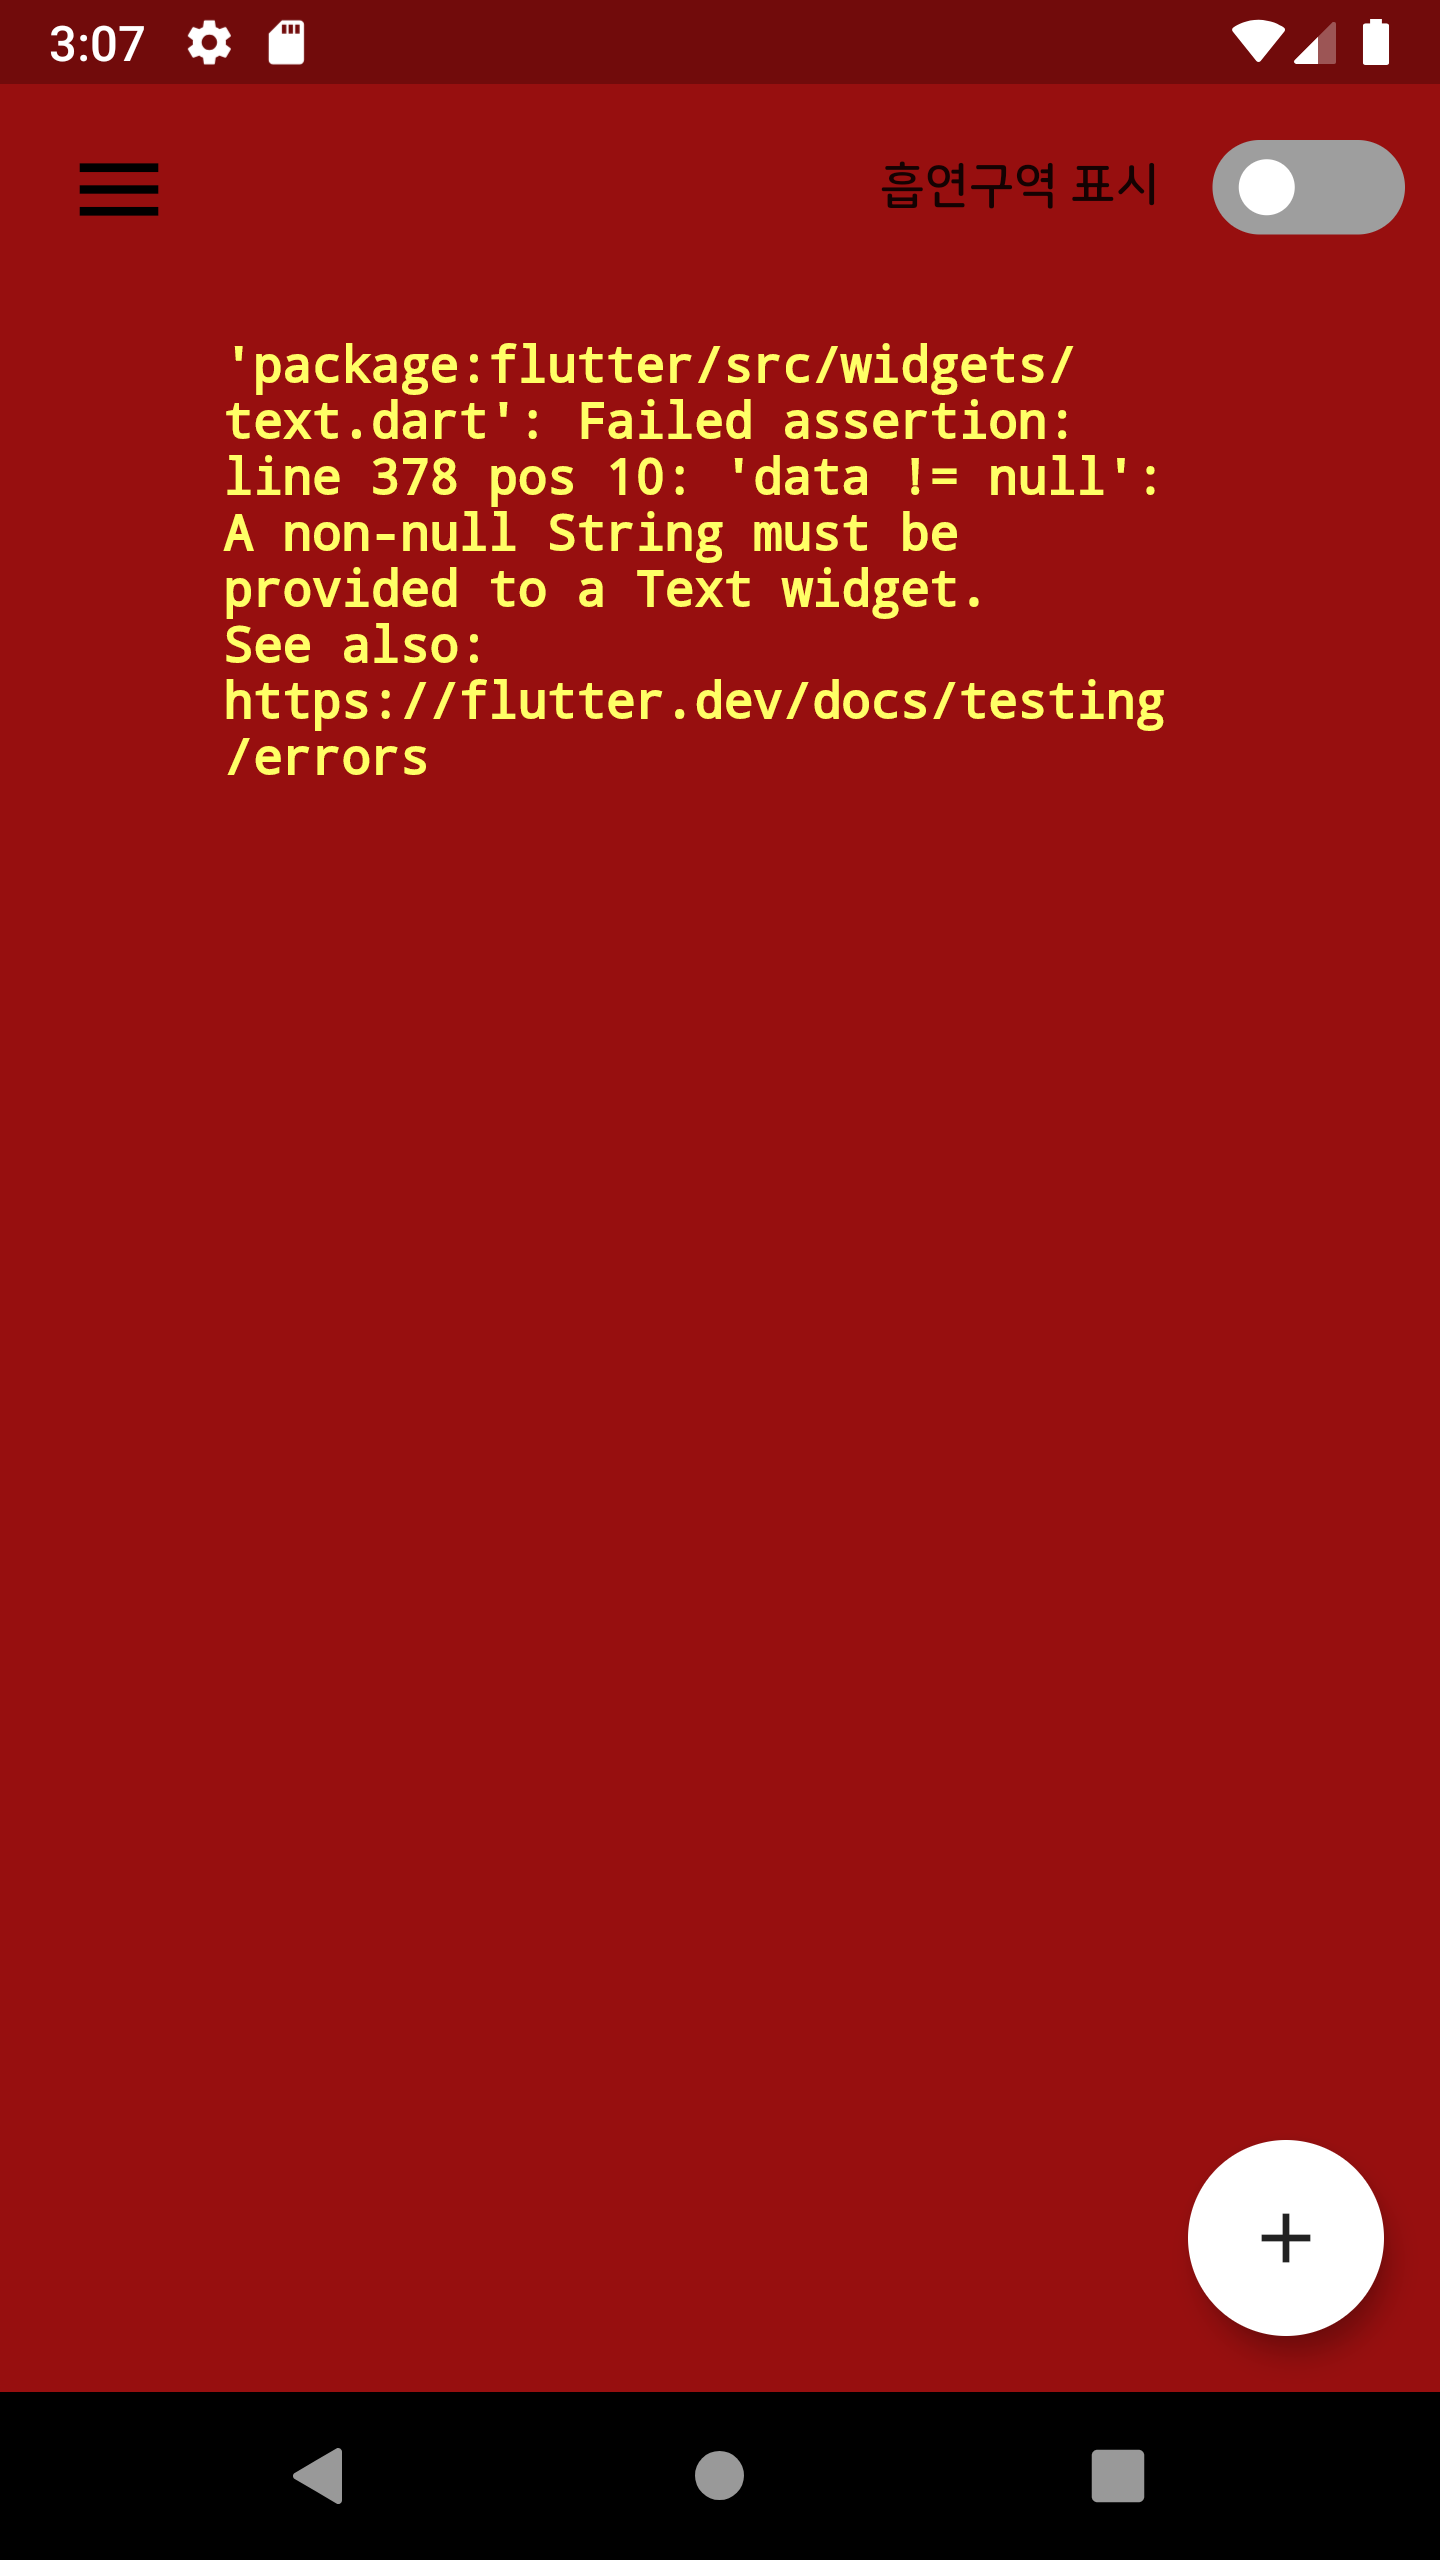 3:07
흡연구역 표시
'package:flutter/src/widgets/
text.dart': Failed assertion:
line 378 pos 10: 'data != null':
A non-null String must be
provided to a Text widget.
See also:
https://flutter.dev/docs/testing
/errors